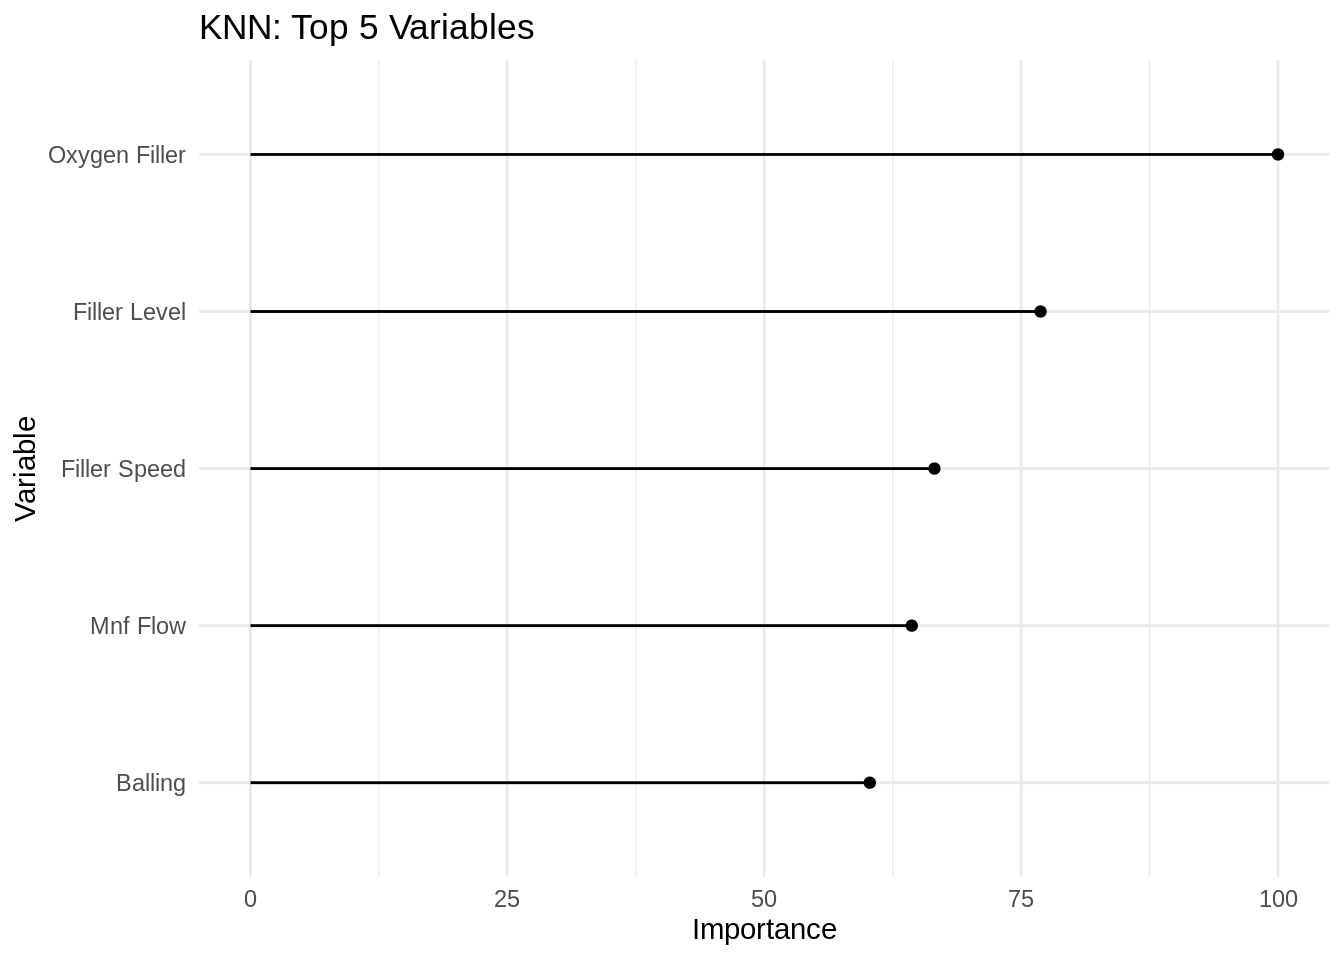 KNN: Top 5 Variables
Oxygen Filler
Filler Level
Filler Speed
Mnf Flow
Balling
Variable
0 25 50 75 100
Importance